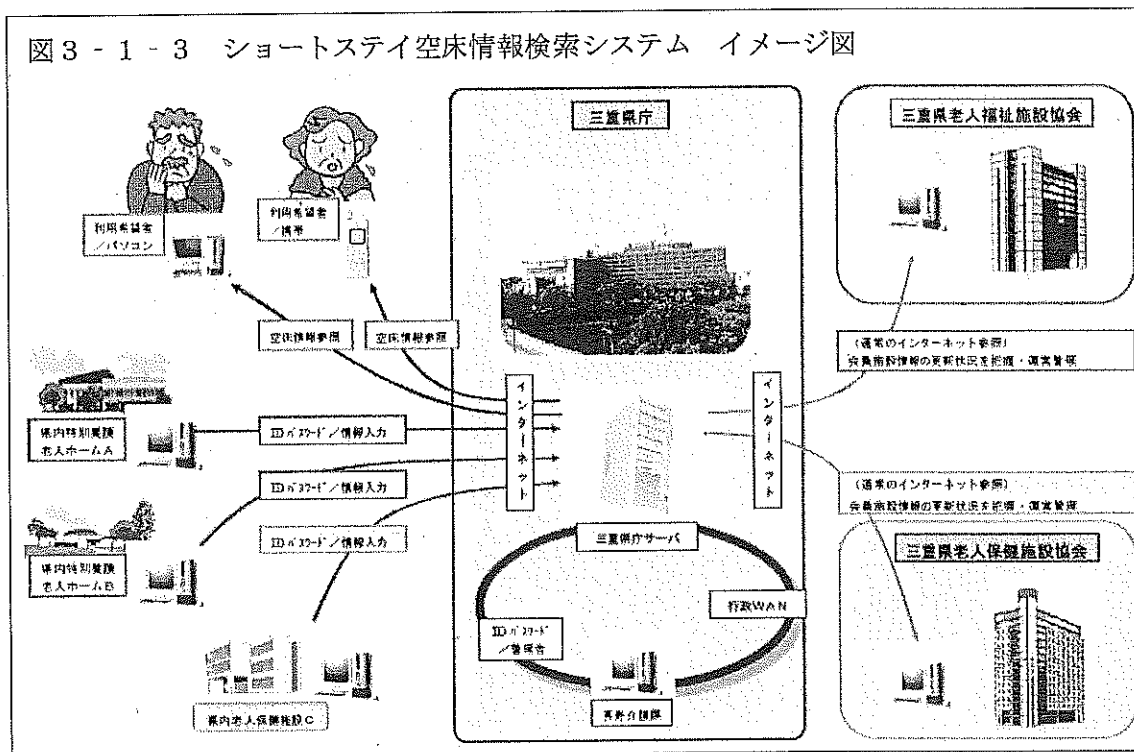 図3-1-3 ショートステイ空床情報検索システム イメージ図
三重県庁
三重県老人福祉施設協会
利用希望者
／パソコン
利用希望者
／携帯
空床情報参照
空床情報参照
(通常のインターネット参照)
会員施設情報の更新状況を把握・運営管理
インターネット
インターネット
県内特別養護
老人ホームA
IDパスワード／情報入力
IDパスワード／情報入力
(通常のインターネット参照)
会員施設情報の更新状況を把握・運営管理
県内特別養護
老人ホームB
IDパスワード／情報入力
三重県庁サーバ
三重県老人保健施設協会
行政WAN
IDパスワード
／管理者
県内老人保健施設C
長寿介護課